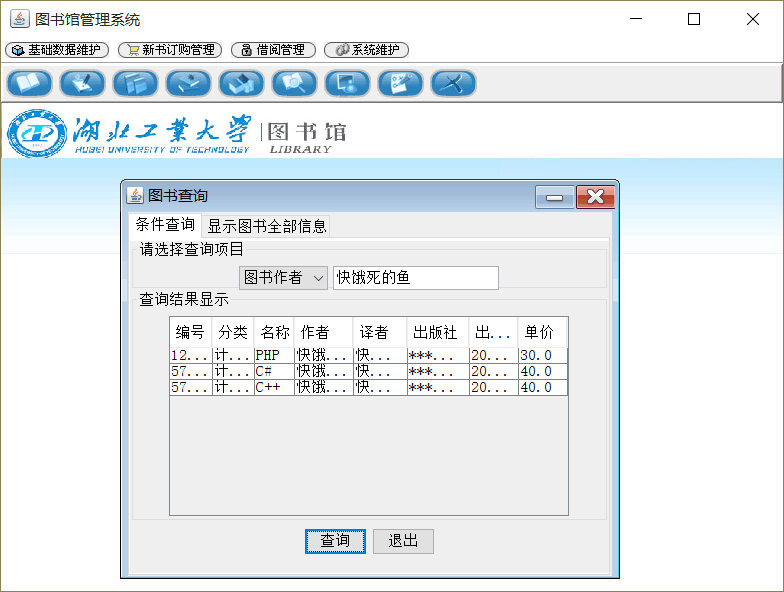 图书馆管理系统
基础数据维护 新书订购管理 借阅管理 系统维护
湖北工业大学 图书馆
HUBEI UNIVERSITY OF TECHNOLOGY LIBRARY
图书查询
条件查询 显示图书全部信息
请选择查询项目
图书作者 快饿死的鱼
查询结果显示
编号 分类 名称 作者 译者 出版社 出... 单价
12... 计... PHP 快饿... 快... ***... 20... 30.0
57... 计... C# 快饿... 快... ***... 20... 40.0
57... 计... C++ 快饿... 快... ***... 20... 40.0
查询 退出